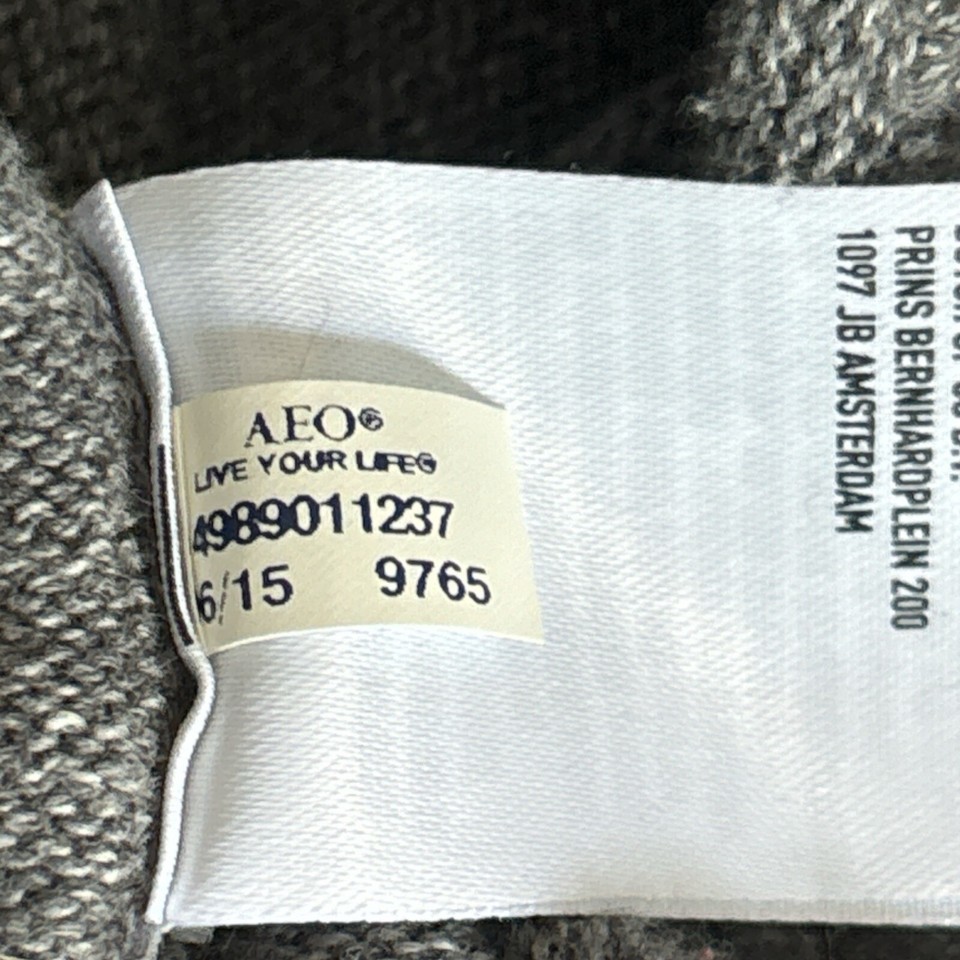 AEO®
LIVE YOUR LIFE®
4989011237
6/15 9765
PRINS BERNHARDPLEIN 200
1097 JB AMSTERDAM